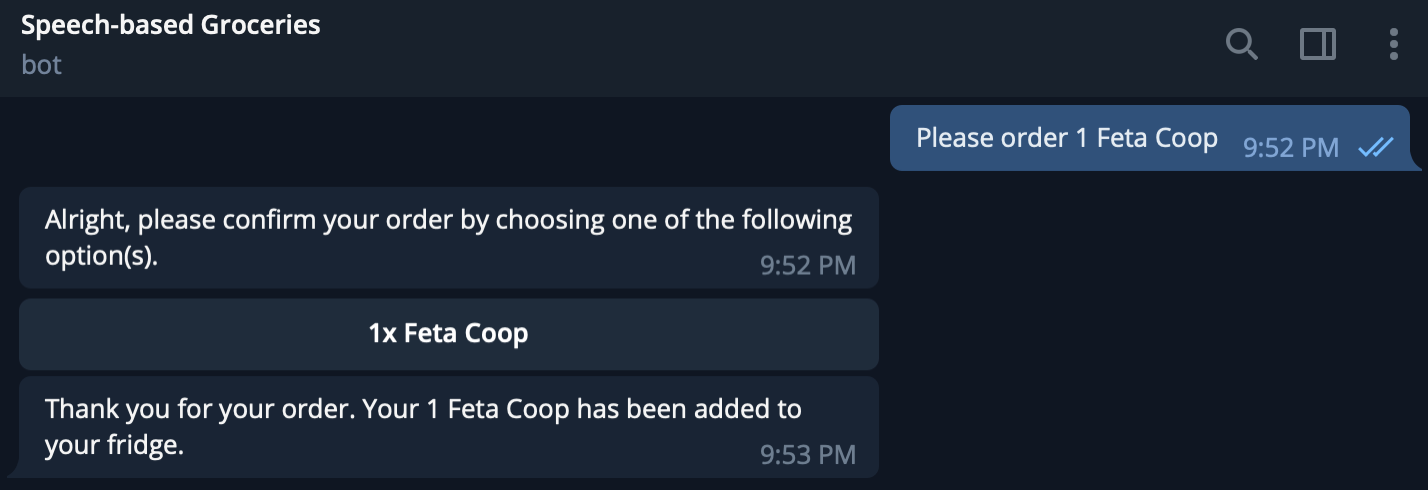 Speech-based Groceries
bot
Please order 1 Feta Coop 9:52 PM
Alright, please confirm your order by choosing one of the following
option(s).
9:52 PM
1x Feta Coop
Thank you for your order. Your 1 Feta Coop has been added to
your fridge.
9:53 PM